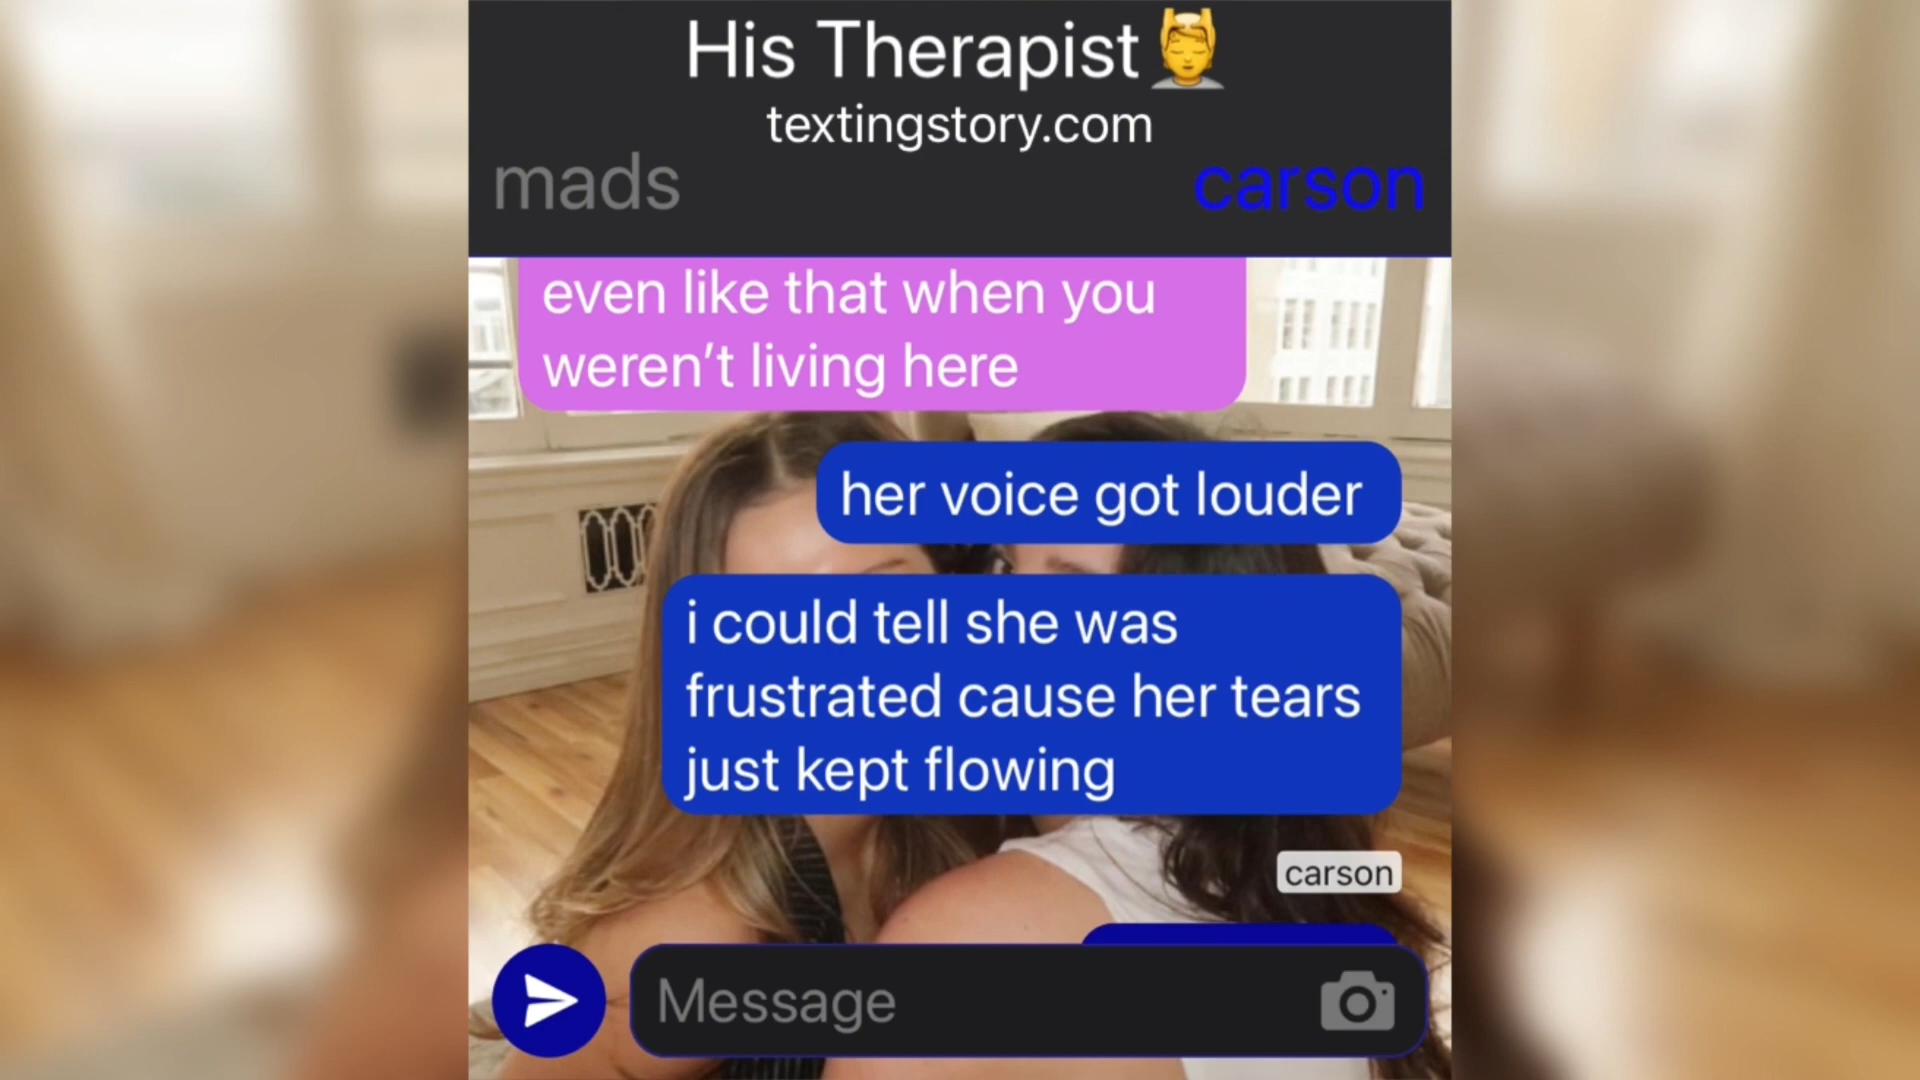 His Therapist
textingstory.com
mads
carson
even like that when you
weren’t living here
her voice got louder
i could tell she was
frustrated cause her tears
just kept flowing
carson
Message